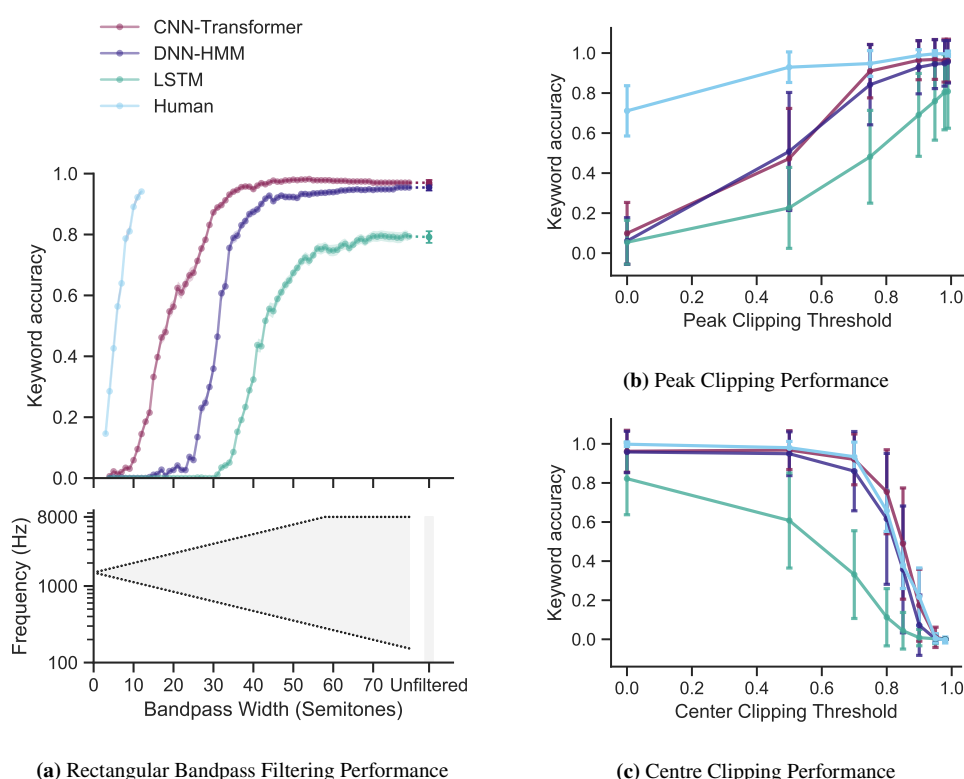 CNN-Transformer
DNN-HMM
LSTM
Human
1.0
0.8
0.6
0.4
0.2
0.0
Keyword accuracy
8000
1000
100
Frequency (Hz)
0 10 20 30 40 50 60 70 Unfiltered
Bandpass Width (Semitones)
(a) Rectangular Bandpass Filtering Performance
1.0
0.8
0.6
0.4
0.2
0.0
Keyword accuracy
0.0 0.2 0.4 0.6 0.8 1.0
Peak Clipping Threshold
(b) Peak Clipping Performance
1.0
0.8
0.6
0.4
0.2
0.0
Keyword accuracy
0.0 0.2 0.4 0.6 0.8 1.0
Center Clipping Threshold
(c) Centre Clipping Performance